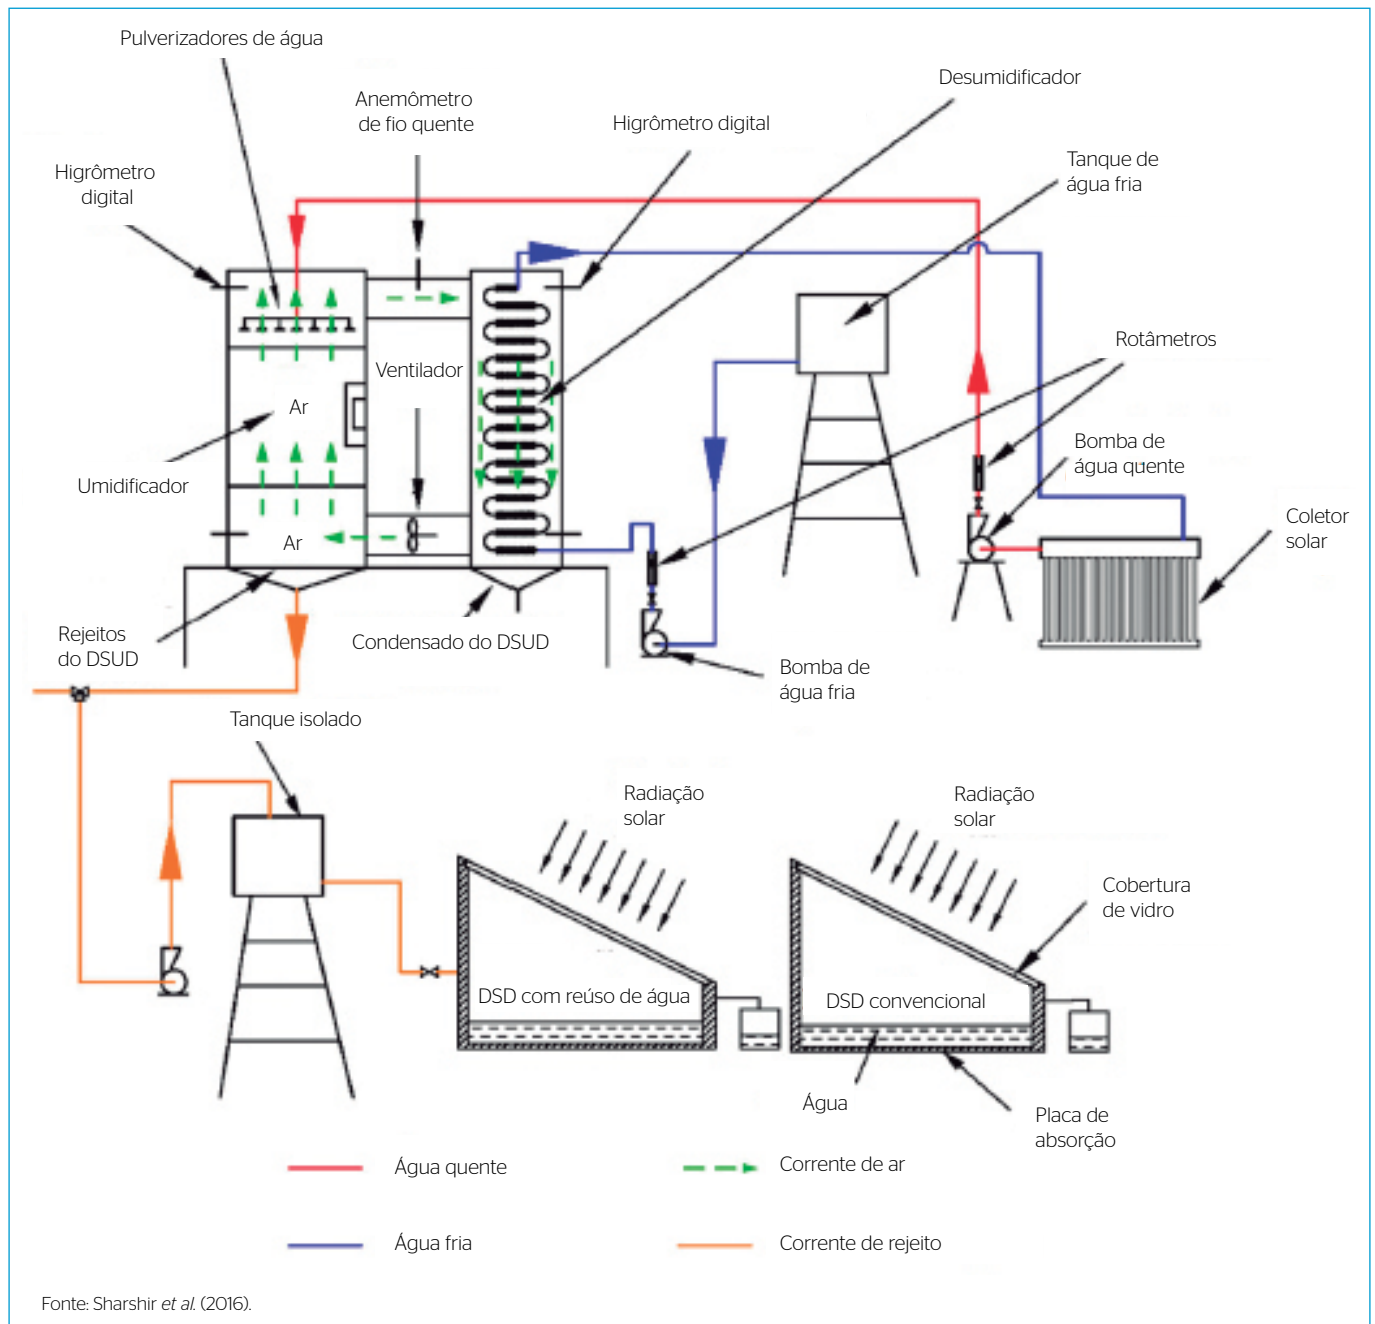 Pulverizadores de água
Desumidificador
Anemômetro
de fio quente
Higrômetro digital
Tanque de
água fria
Higrômetro
digital
Rotâmetros
Ventilador
Ar
Bomba de
água quente
Umidificador
Coletor
solar
Ar
Rejeitos
do DSUD
Condensado do DSUD
Bomba de
água fria
Tanque isolado
Radiação
solar
Radiação
solar
Cobertura
de vidro
DSD com reúso de água
DSD convencional
Água
Placa de
absorção
Água quente
Corrente de ar
Água fria
Corrente de rejeito
Fonte: Sharshir et al. (2016).